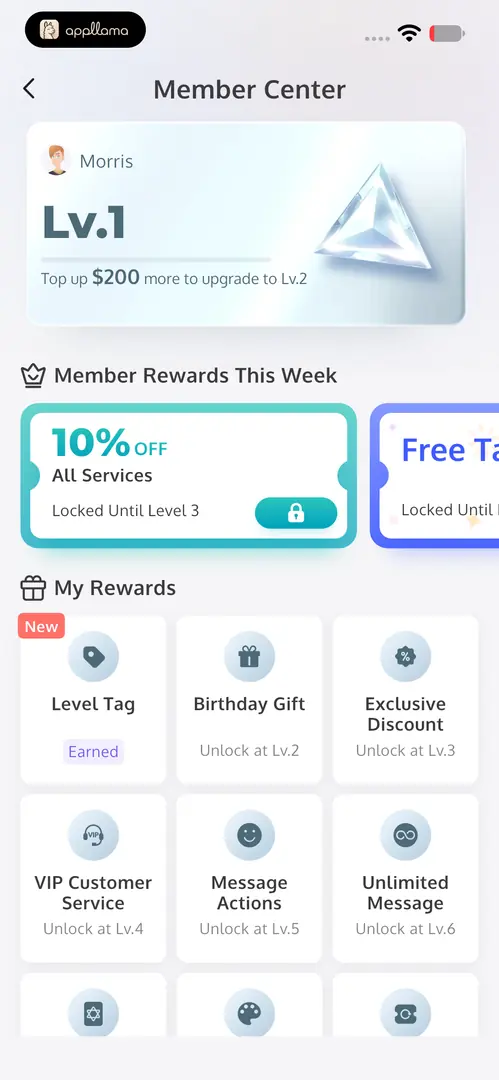 appllama
Member Center
Morris
Lv.1
Top up $200 more to upgrade to Lv.2
Member Rewards This Week
10% OFF
All Services
Locked Until Level 3
Free
Locked Until
My Rewards
New
Level Tag
Birthday Gift
Exclusive
Discount
Earned
Unlock at Lv.2
Unlock at Lv.3
VIP
VIP Customer
Service
Message
Actions
Unlimited
Message
Unlock at Lv.4
Unlock at Lv.5
Unlock at Lv.6